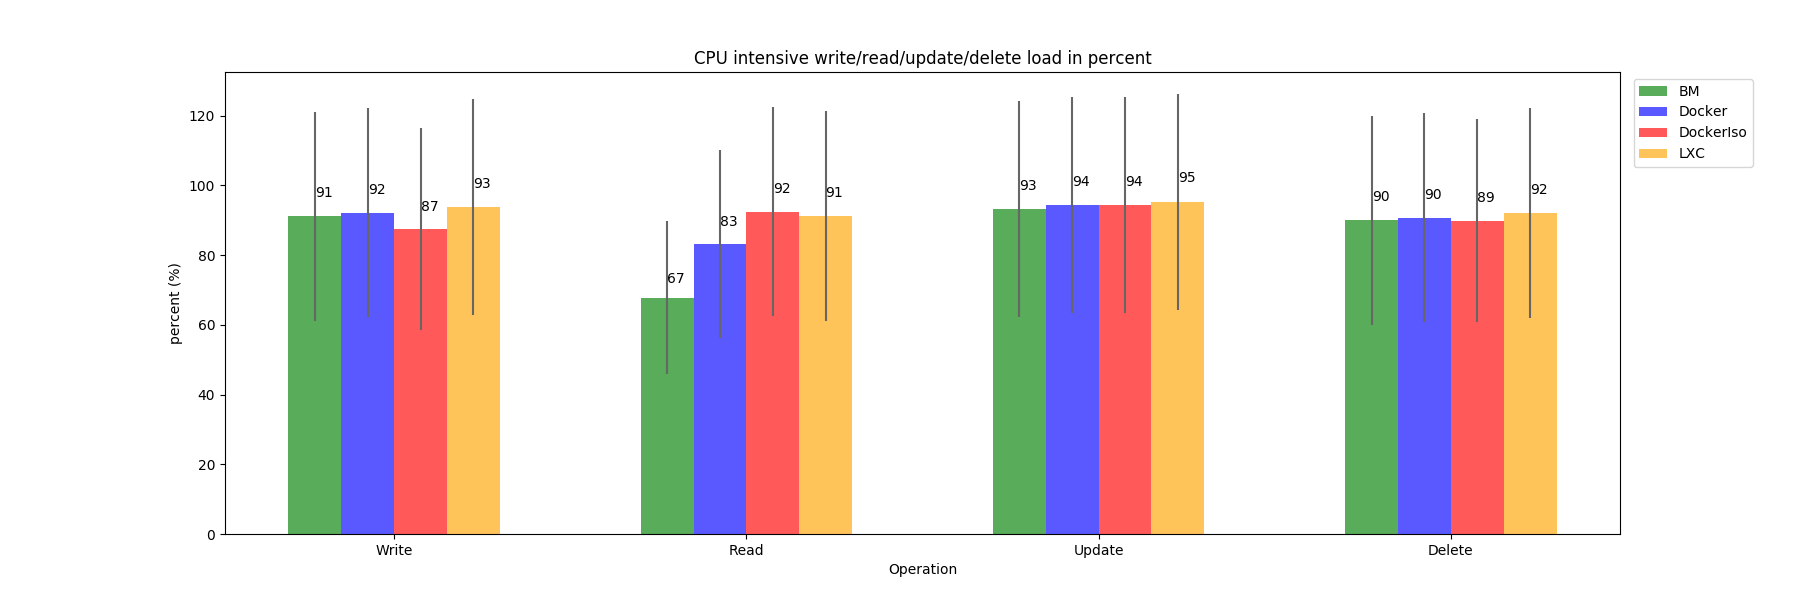 CPU intensive write/read/update/delete load in percent
percent (%)
120
100
80
60
40
20
0
91
92
87
93
67
83
92
91
93
94
94
95
90
90
89
92
Write
Read
Update
Delete
Operation
BM
Docker
DockerIso
LXC